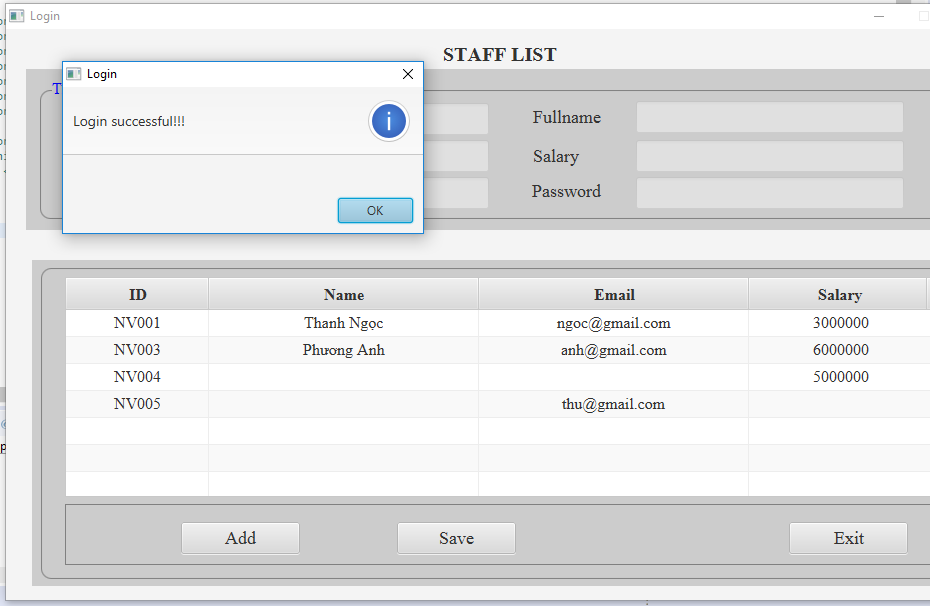 Login
STAFF LIST
Login
Login successful!!!
OK
Fullname
Salary
Password
ID Name Email Salary
NV001 Thanh Ngọc ngoc@gmail.com 3000000
NV003 Phương Anh anh@gmail.com 6000000
NV004 5000000
NV005 thu@gmail.com
Add Save Exit